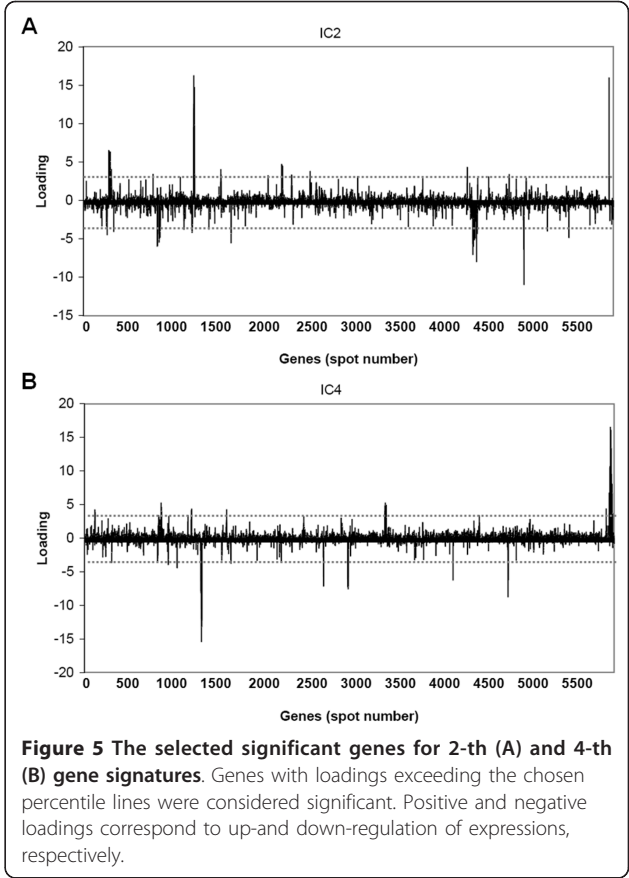 A
IC2
20
15
10
5
0
-5
-10
-15
Loading
0 500 1000 1500 2000 2500 3000 3500 4000 4500 5000 5500
Genes (spot number)
B
IC4
20
15
10
5
0
-5
-10
-15
-20
Loading
0 500 1000 1500 2000 2500 3000 3500 4000 4500 5000 5500
Genes (spot number)
Figure 5 The selected significant genes for 2-th (A) and 4-th
(B) gene signatures. Genes with loadings exceeding the chosen
percentile lines were considered significant. Positive and negative
loadings correspond to up-and down-regulation of expressions,
respectively.